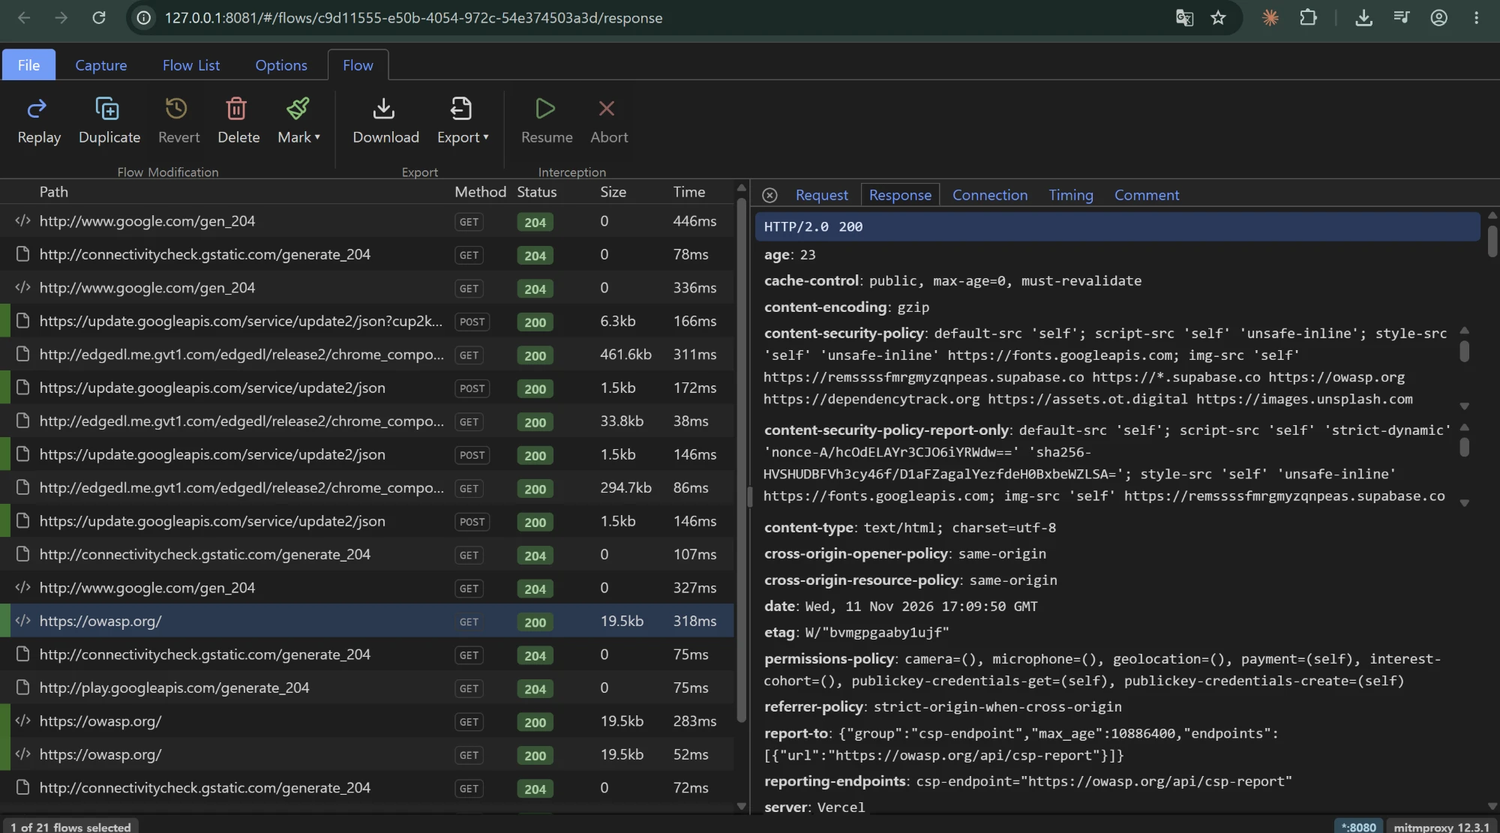 127.0.0.1:8081/#/flows/c9d11555-e50b-4054-972c-54e374503a3d/response
File Capture Flow List Options Flow
Replay Duplicate Revert Delete Mark▾ Download Export▾ Resume Abort
Flow Modification Export Interception
Path Method Status Size Time
http://www.google.com/gen_204 GET 204 0 446ms
http://connectivitycheck.gstatic.com/generate_204 GET 204 0 78ms
http://www.google.com/gen_204 GET 204 0 336ms
https://update.googleapis.com/service/update2/json?cup2k... POST 200 6.3kb 166ms
http://edgedl.me.gvt1.com/edgedl/release2/chrome_compo... GET 200 461.6kb 311ms
https://update.googleapis.com/service/update2/json POST 200 1.5kb 172ms
http://edgedl.me.gvt1.com/edgedl/release2/chrome_compo... GET 200 33.8kb 38ms
https://update.googleapis.com/service/update2/json POST 200 1.5kb 146ms
http://edgedl.me.gvt1.com/edgedl/release2/chrome_compo... GET 200 294.7kb 86ms
https://update.googleapis.com/service/update2/json POST 200 1.5kb 146ms
http://connectivitycheck.gstatic.com/generate_204 GET 204 0 107ms
http://www.google.com/gen_204 GET 204 0 327ms
https://owasp.org/ GET 200 19.5kb 318ms
http://connectivitycheck.gstatic.com/generate_204 GET 204 0 75ms
http://play.googleapis.com/generate_204 GET 204 0 75ms
https://owasp.org/ GET 200 19.5kb 283ms
https://owasp.org/ GET 200 19.5kb 52ms
http://connectivitycheck.gstatic.com/generate_204 GET 204 0 72ms
Request Response Connection Timing Comment
HTTP/2.0 200
age: 23
cache-control: public, max-age=0, must-revalidate
content-encoding: gzip
content-security-policy: default-src 'self'; script-src 'self' 'unsafe-inline'; style-src
'self' 'unsafe-inline' https://fonts.googleapis.com; img-src 'self'
https://remssssfmrgmyzqnpeas.supabase.co https://*.supabase.co https://owasp.org
https://dependencytrack.org https://assets.ot.digital https://images.unsplash.com
content-security-policy-report-only: default-src 'self'; script-src 'self' 'strict-dynamic'
'nonce-A/hcOdELAYr3CJO6iYRWdw==' 'sha256-
HVSHUDBFVh3cy46f/D1aFZagalYezfdeH0BxbeWZLSA='; style-src 'self' 'unsafe-inline'
https://fonts.googleapis.com; img-src 'self' https://remssssfmrgmyzqnpeas.supabase.co
content-type: text/html; charset=utf-8
cross-origin-opener-policy: same-origin
cross-origin-resource-policy: same-origin
date: Wed, 11 Nov 2026 17:09:50 GMT
etag: W/"bvmgpgaaby1ujf"
permissions-policy: camera=(), microphone=(), geolocation=(), payment=(self), interest-
cohort=(), publickey-credentials-get=(self), publickey-credentials-create=(self)
referrer-policy: strict-origin-when-cross-origin
report-to: {"group":"csp-endpoint","max_age":10886400,"endpoints":
[{"url":"https://owasp.org/api/csp-report"}]}
reporting-endpoints: csp-endpoint="https://owasp.org/api/csp-report"
server: Vercel
1 of 21 flows selected *:8080 mitmproxy 12.3.1